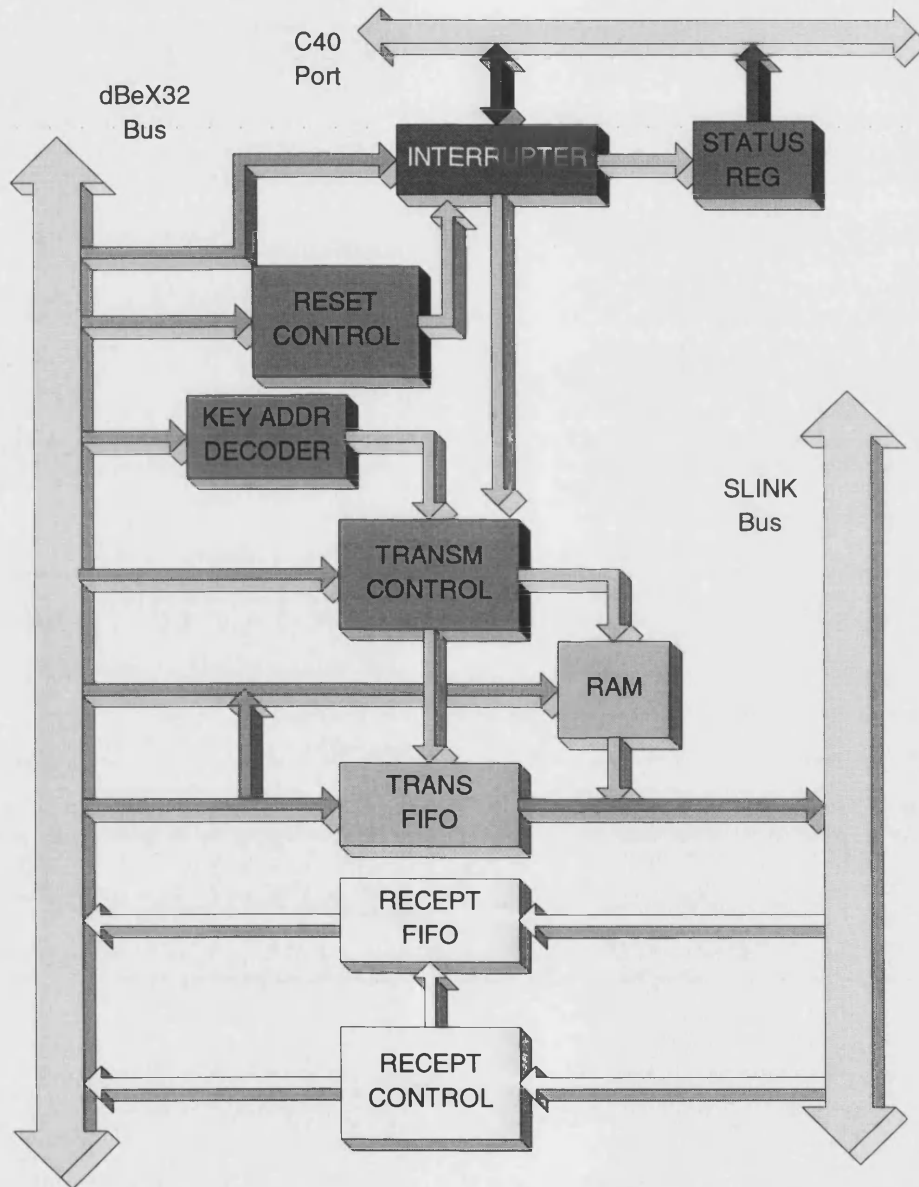 C40
Port
dBeX32
Bus
INTERRUPTER
STATUS
REG
RESET
CONTROL
KEY ADDR
DECODER
SLINK
Bus
TRANSM
CONTROL
RAM
TRANS
FIFO
RECEPT
FIFO
RECEPT
CONTROL